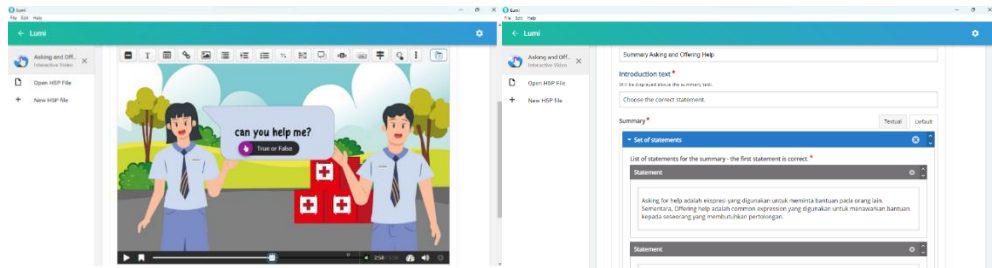 Lumi
File Edit Help
← Lumi
Asking and Off...
Interactive Video
Open H5P File
+ New H5P file
can you help me?
True or False
2:58
Lumi
File Edit Help
← Lumi
Asking and Off...
Interactive Video
Open H5P File
+ New H5P file
Summary Asking and Offering Help
Introduction text *
Will be displayed above the summary task.
Choose the correct statement.
Summary *
Textual
Default
Set of statements
List of statements for the summary - the first statement is correct. *
Statement
Asking for help adalah ekspresi yang digunakan untuk meminta bantuan pada orang lain.
Sementara, Offering help adalah common expression yang digunakan untuk menawarkan bantuan
kepada seseorang yang membutuhkan pertolongan.
Statement